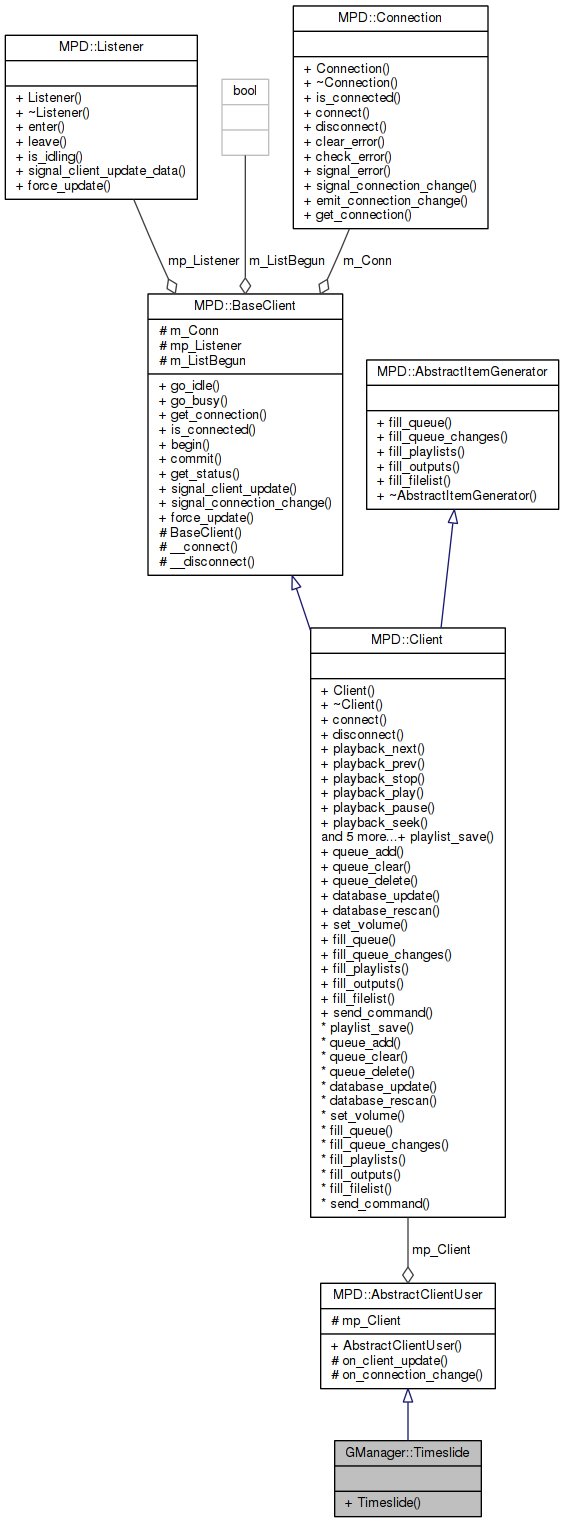 MPD::Listener
+ Listener()
+ ~Listener()
+ enter()
+ leave()
+ is_idling()
+ signal_client_update_data()
+ force_update()
bool
MPD::Connection
+ Connection()
+ ~Connection()
+ is_connected()
+ connect()
+ disconnect()
+ clear_error()
+ check_error()
+ signal_error()
+ signal_connection_change()
+ emit_connection_change()
+ get_connection()
mp_Listener
m_ListBegun
m_Conn
MPD::BaseClient
# m_Conn
# mp_Listener
# m_ListBegun
+ go_idle()
+ go_busy()
+ get_connection()
+ is_connected()
+ begin()
+ commit()
+ get_status()
+ signal_client_update()
+ signal_connection_change()
+ force_update()
# BaseClient()
# __connect()
# __disconnect()
MPD::AbstractItemGenerator
+ fill_queue()
+ fill_queue_changes()
+ fill_playlists()
+ fill_outputs()
+ fill_filelist()
+ ~AbstractItemGenerator()
MPD::Client
+ Client()
+ ~Client()
+ connect()
+ disconnect()
+ playback_next()
+ playback_prev()
+ playback_stop()
+ playback_play()
+ playback_pause()
+ playback_seek()
and 5 more...+ playlist_save()
+ queue_add()
+ queue_clear()
+ queue_delete()
+ database_update()
+ database_rescan()
+ set_volume()
+ fill_queue()
+ fill_queue_changes()
+ fill_playlists()
+ fill_outputs()
+ fill_filelist()
+ send_command()
* playlist_save()
* queue_add()
* queue_clear()
* queue_delete()
* database_update()
* database_rescan()
* set_volume()
* fill_queue()
* fill_queue_changes()
* fill_playlists()
* fill_outputs()
* fill_filelist()
* send_command()
mp_Client
MPD::AbstractClientUser
# mp_Client
+ AbstractClientUser()
# on_client_update()
# on_connection_change()
GManager::Timeslide
+ Timeslide()